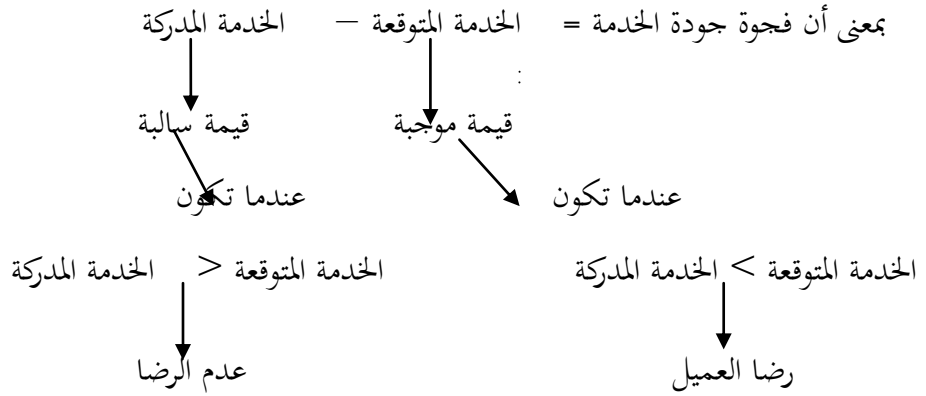 بمعنى أن فجوة جودة الخدمة = الخدمة المتوقعة – الخدمة المدركة
:
قيمة موجبة قيمة سالبة
عندما تكون عندما تكون
الخدمة المتوقعة > الخدمة المدركة الخدمة المتوقعة < الخدمة المدركة
رضا العميل عدم الرضا